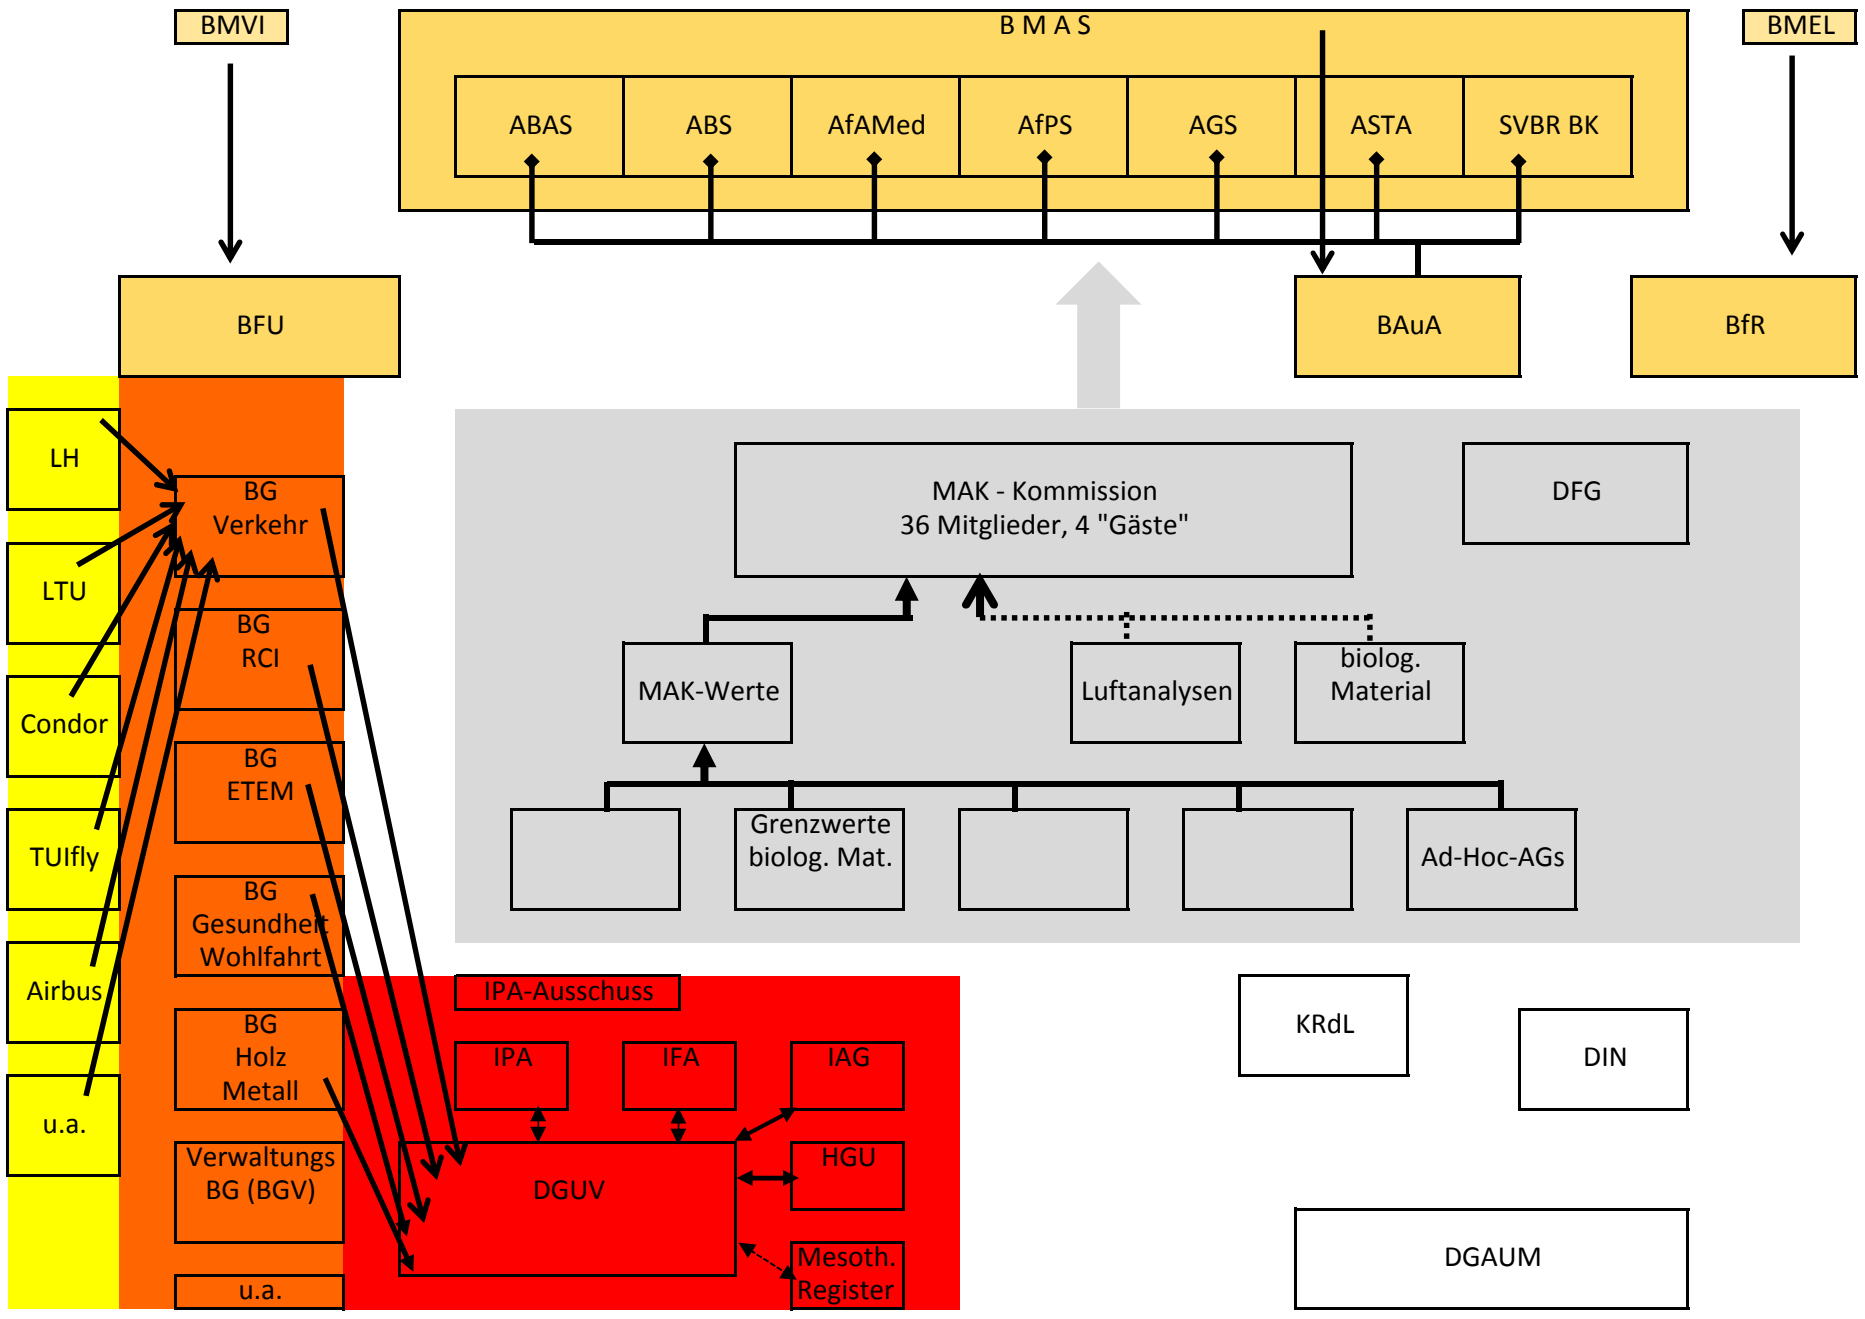 BMVI
B M A S
BMEL
ABAS
ABS
AfAMed
AfPS
AGS
ASTA
SVBR BK
BFU
BAuA
BfR
LH
LTU
Condor
TUIfly
Airbus
u.a.
BG
Verkehr
BG
RCI
BG
ETEM
BG
Gesundheit
Wohlfahrt
BG
Holz
Metall
Verwaltungs
BG (BGV)
u.a.
MAK - Kommission
36 Mitglieder, 4 "Gäste"
DFG
MAK-Werte
Luftanalysen
biolog.
Material
Grenzwerte
biolog. Mat.
Ad-Hoc-AGs
IPA-Ausschuss
IPA
IFA
IAG
DGUV
HGU
Mesoth.
Register
KRdL
DIN
DGAUM